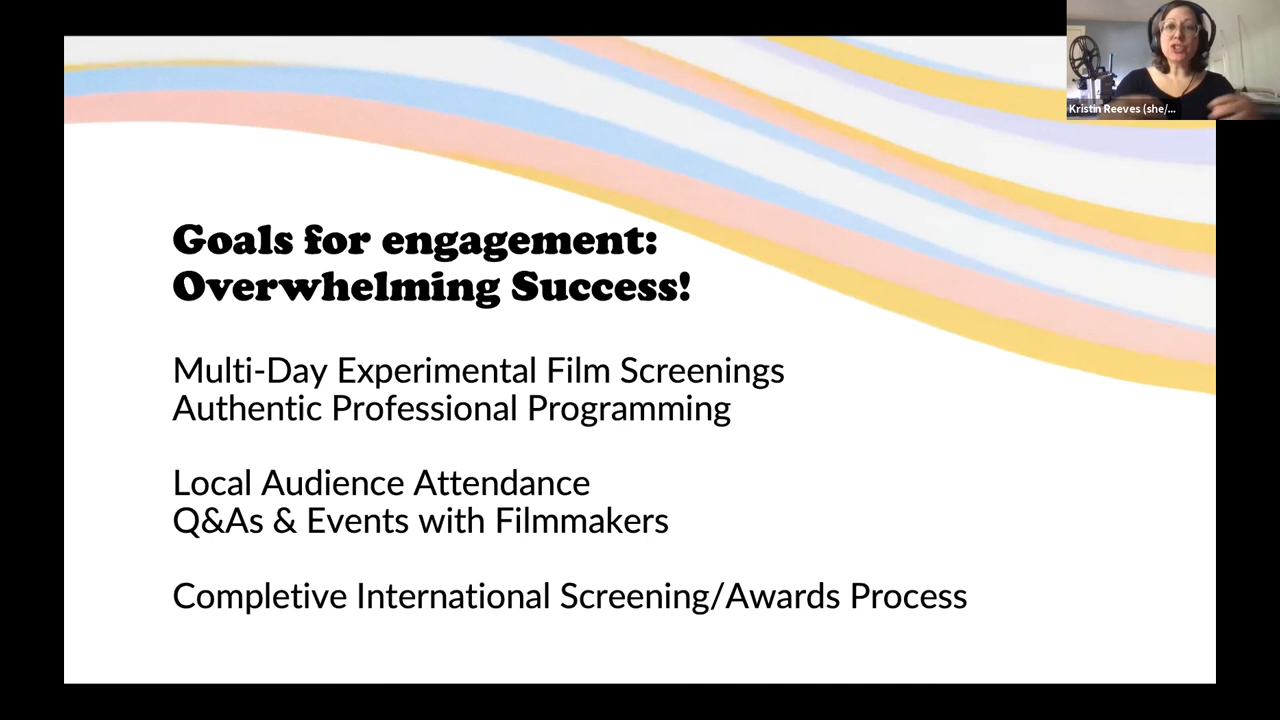 Kristin Reeves (she/...
Goals for engagement:
Overwhelming Success!
Multi-Day Experimental Film Screenings
Authentic Professional Programming
Local Audience Attendance
Q&As & Events with Filmmakers
Completive International Screening/Awards Process